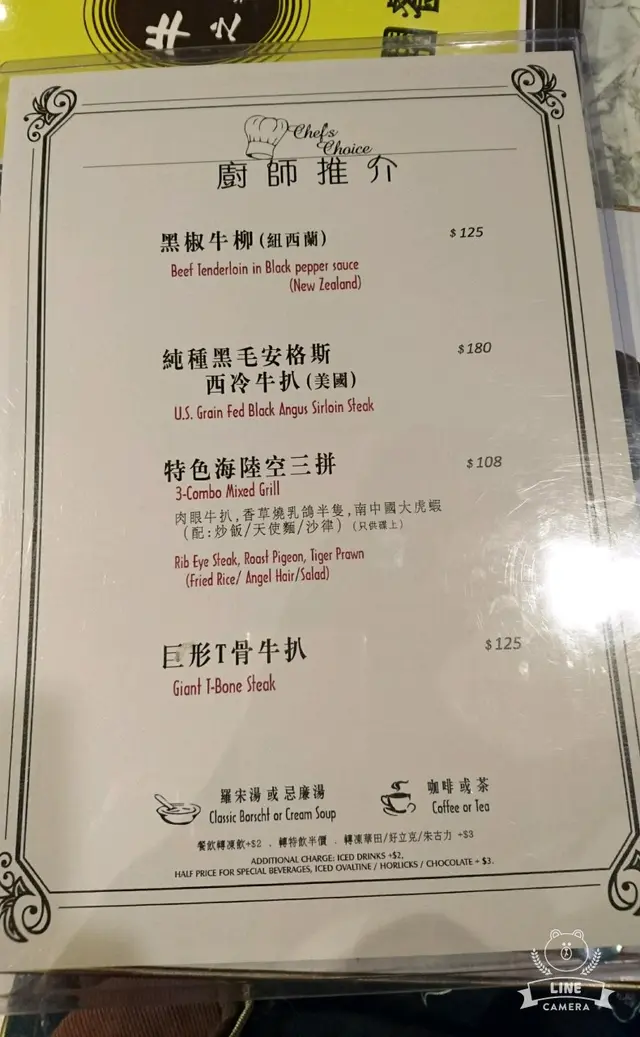 牛之
Chef's
Choice
廚師推介
黑椒牛柳(紐西蘭) $125
Beef Tenderloin in Black pepper sauce
(New Zealand)
純種黑毛安格斯 $180
西冷牛扒(美國)
U.S. Grain Fed Black Angus Sirloin Steak
特色海陸空三拼 $108
3-Combo Mixed Grill
肉眼牛扒,香草燒乳鴿半隻,南中國大虎蝦
(配:炒飯/天使麵/沙律) (只供碟上)
Rib Eye Steak, Roast Pigeon, Tiger Prawn
(Fried Rice/ Angel Hair/Salad)
巨形T骨牛扒 $125
Giant T-Bone Steak
羅宋湯或忌廉湯
Classic Borscht or Cream Soup
咖啡或茶
Coffee or Tea
餐飲轉凍飲+$2 . 轉特飲半價 . 轉凍華田/好立克/朱古力 +$3
ADDITIONAL CHARGE: ICED DRINKS +$2,
HALF PRICE FOR SPECIAL BEVERAGES, ICED OVALTINE / HORLICKS / CHOCOLATE + $3.
LINE
CAMERA